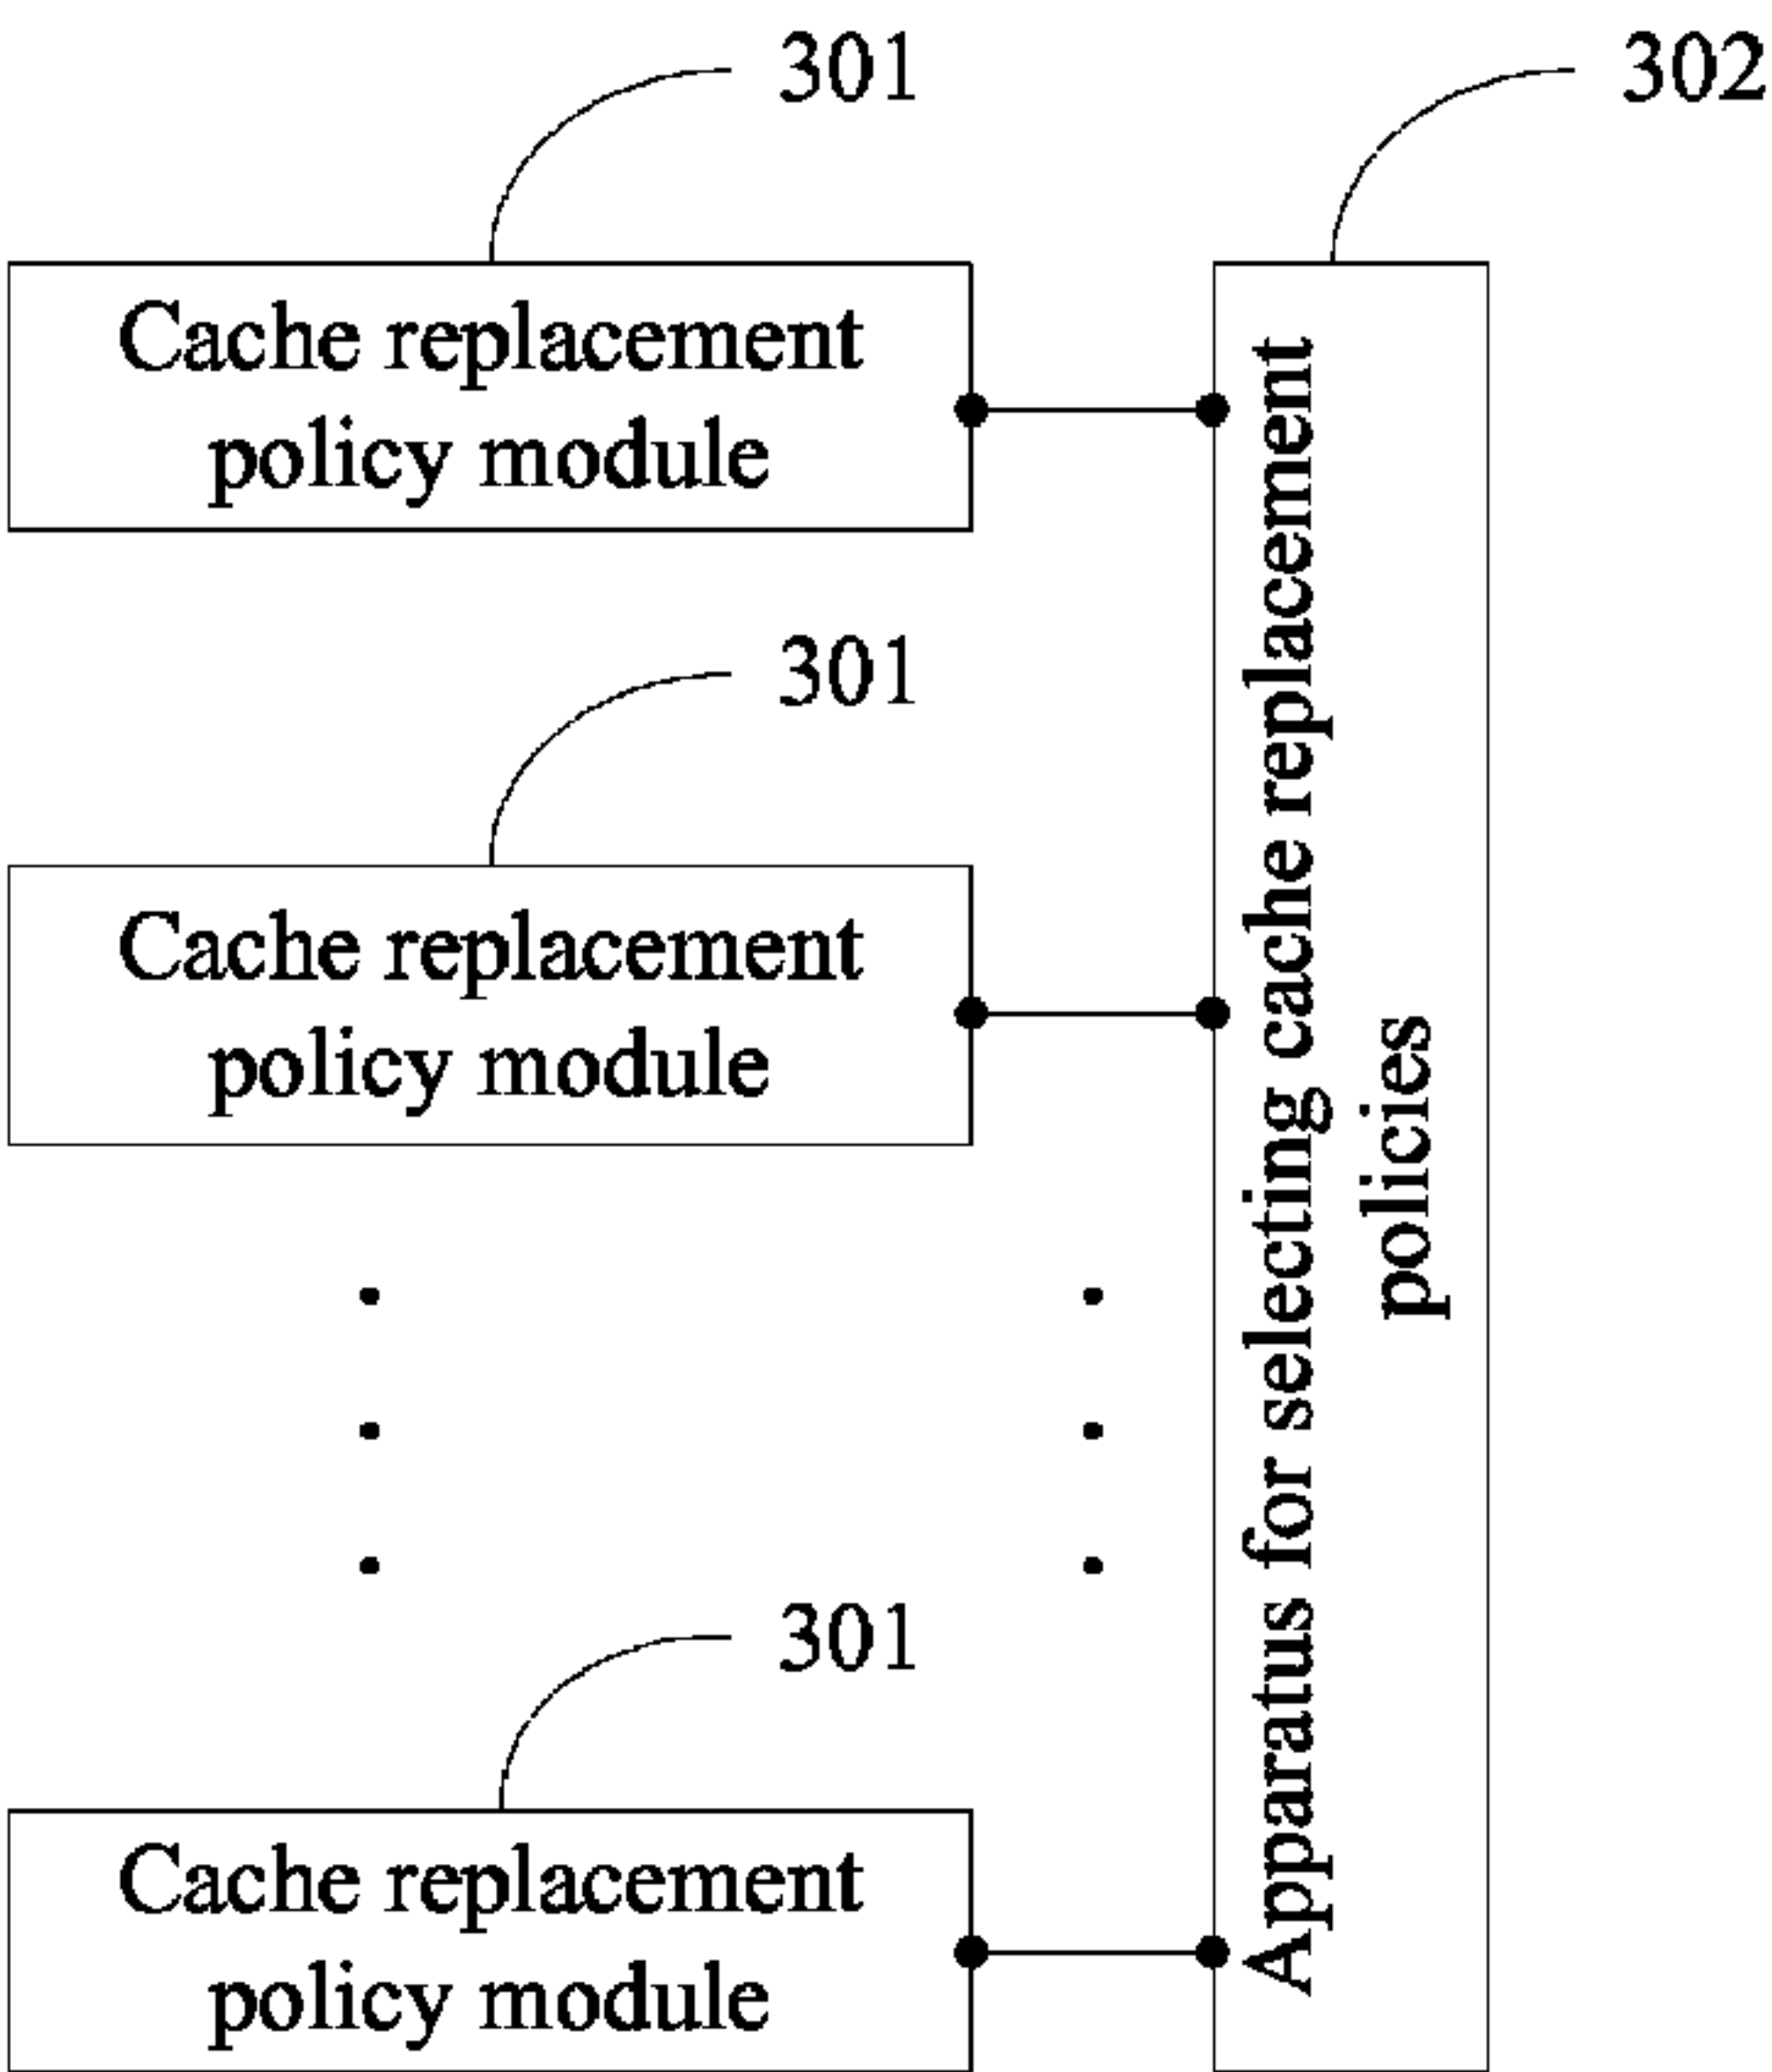 301
302
Cache replacement
policy module
301
Cache replacement
policy module
301
Cache replacement
policy module
Apparatus for selecting cache replacement
policies